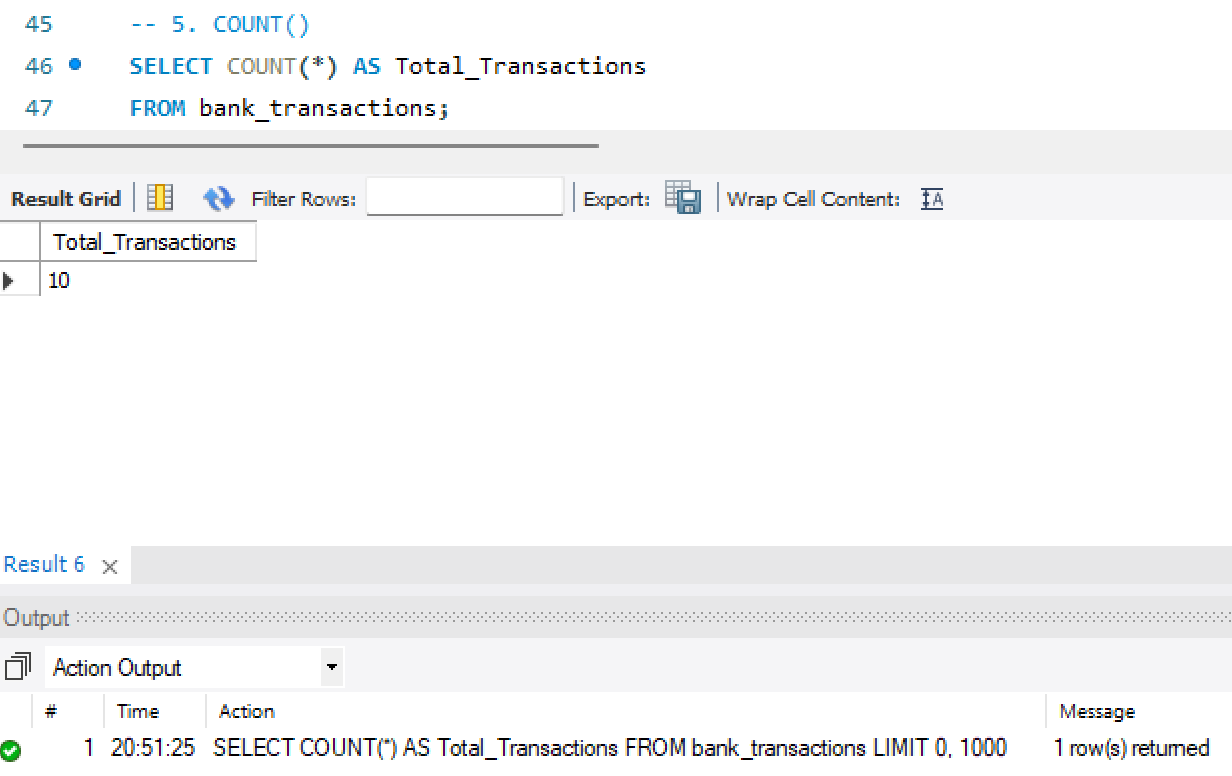 45 -- 5. COUNT()
46 SELECT COUNT(*) AS Total_Transactions
47 FROM bank_transactions;
Result Grid Filter Rows: Export: Wrap Cell Content: IA
Total_Transactions
10
Result 6 ×
Output
Action Output
# Time Action Message
1 20:51:25 SELECT COUNT(*) AS Total_Transactions FROM bank_transactions LIMIT 0, 1000 1 row(s) returned